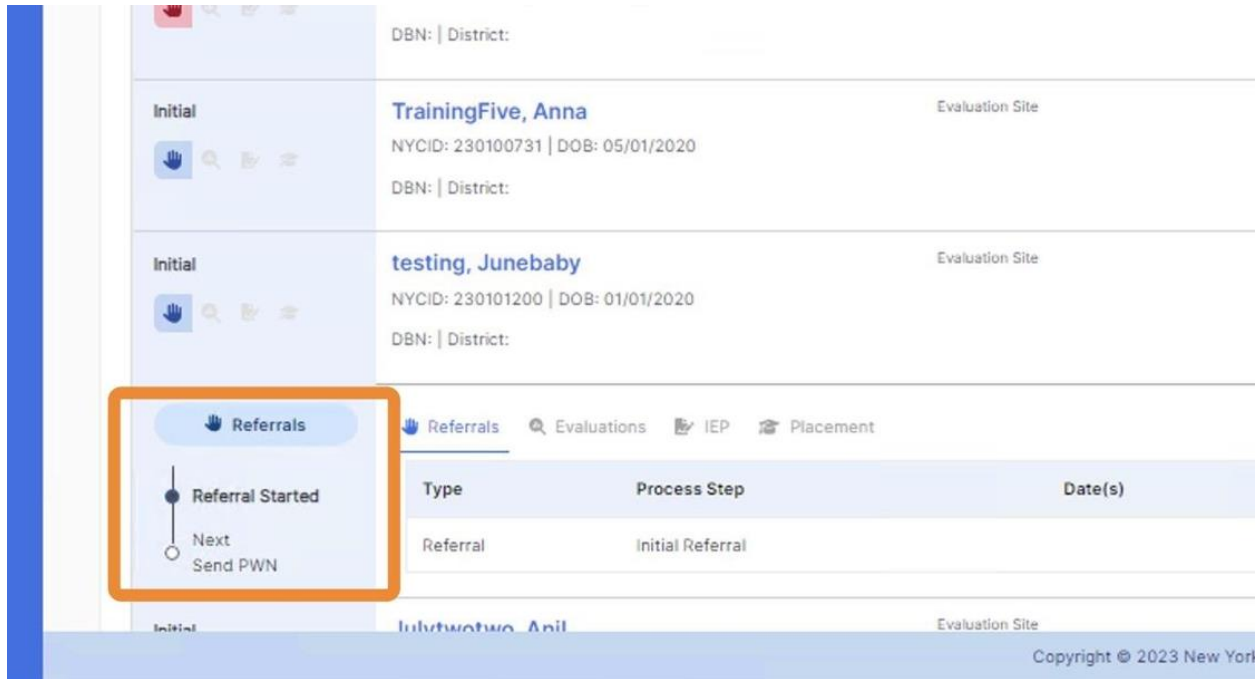 DBN: | District:
Initial
TrainingFive, Anna
Evaluation Site
NYCID: 230100731 | DOB: 05/01/2020
DBN: | District:
Initial
testing, Junebaby
Evaluation Site
NYCID: 230101200 | DOB: 01/01/2020
DBN: | District:
Referrals
Referrals Evaluations IEP Placement
Referral Started
Type Process Step Date(s)
Next
Send PWN
Referral Initial Referral
Initial
Julytwotwo, Anil
Evaluation Site
Copyright © 2023 New York